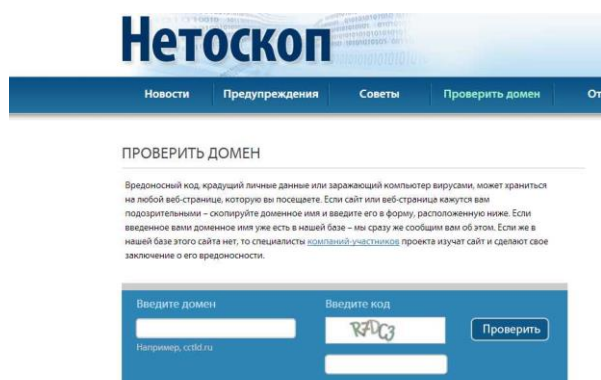 Нетоскоп
Новости Предупреждения Советы Проверить домен От
ПРОВЕРИТЬ ДОМЕН
Вредоносный код, крадущий личные данные или заражающий компьютер вирусами, может храниться
на любой веб-странице, которую вы посещаете. Если сайт или веб-страница кажутся вам
подозрительными – скопируйте доменное имя и введите его в форму, расположенную ниже. Если
введенное вами доменное имя уже есть в нашей базе – мы сразу же сообщим вам об этом. Если же в
нашей базе этого сайта нет, то специалисты компаний-участников проекта изучат сайт и сделают свое
заключение о его вредоносности.
Введите домен Введите код
Проверить
Например, cctld.ru